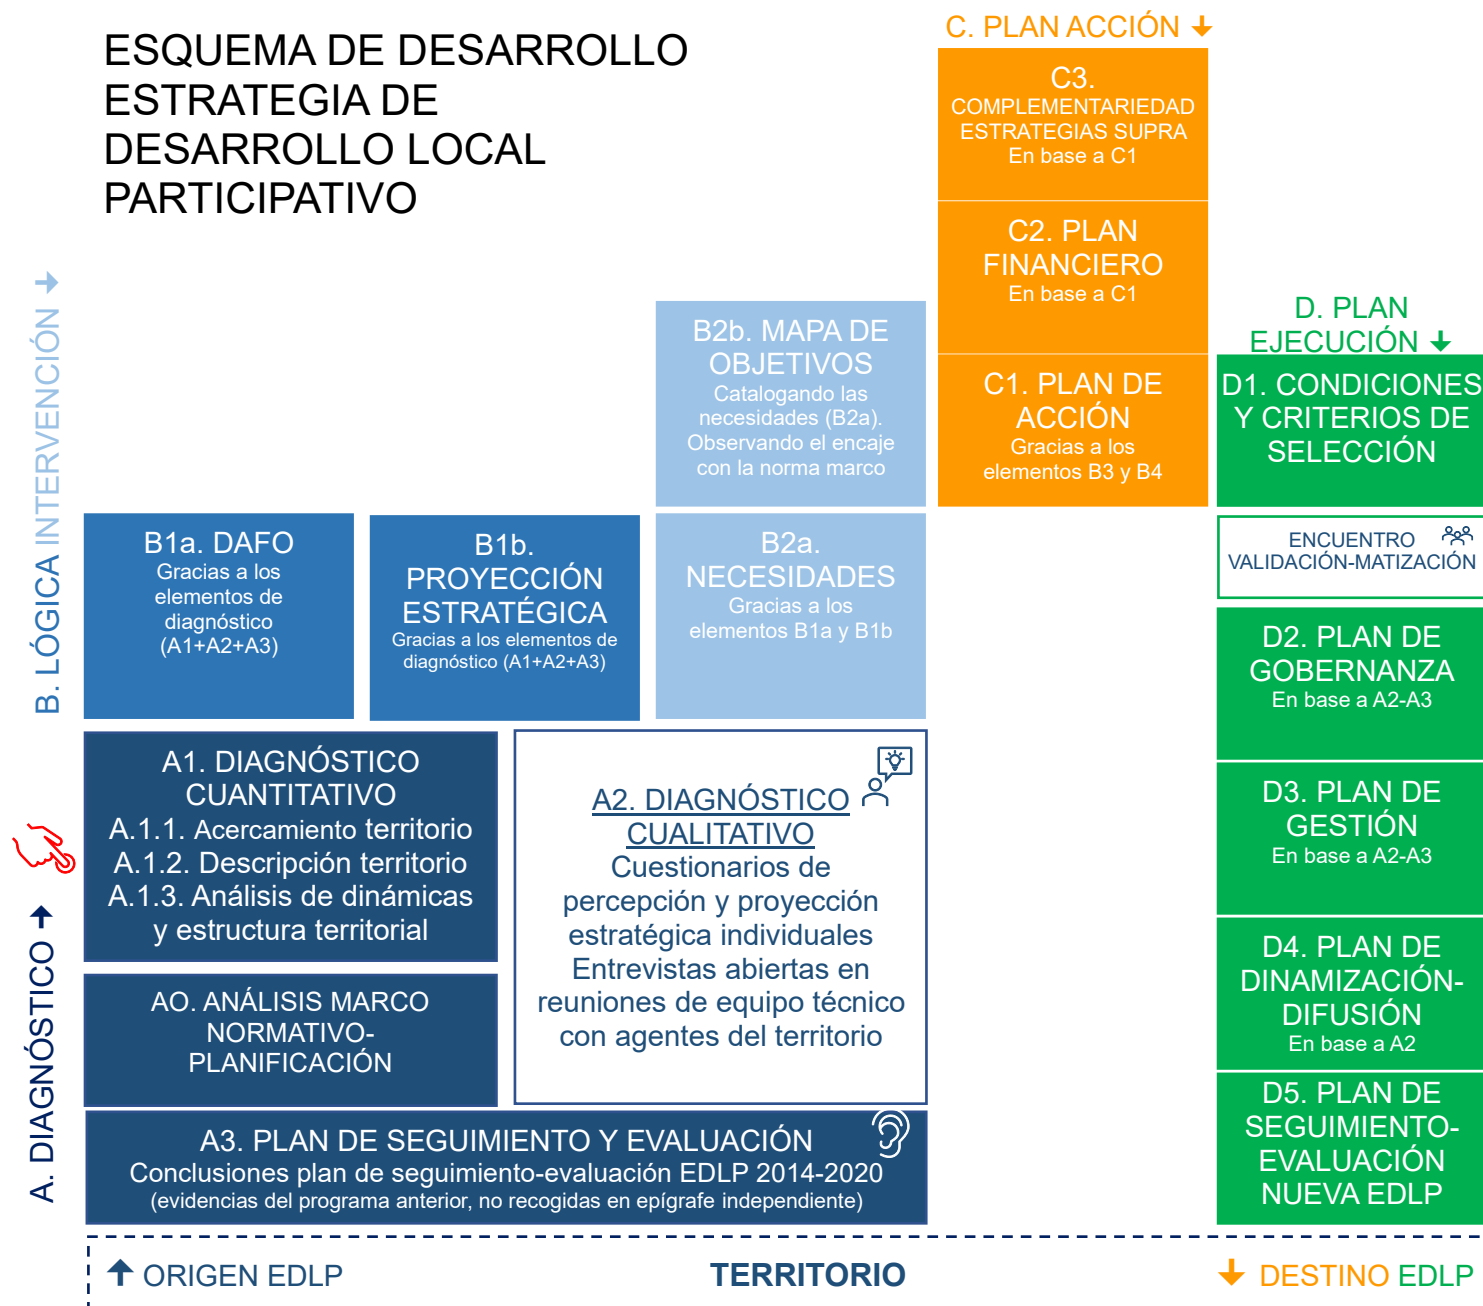 ESQUEMA DE DESARROLLO
ESTRATEGIA DE
DESARROLLO LOCAL
PARTICIPATIVO
C. PLAN ACCIÓN
C3.
COMPLEMENTARIEDAD
ESTRATEGIAS SUPRA
En base a C1
C2. PLAN
FINANCIERO
En base a C1
C1. PLAN DE
ACCIÓN
Gracias a los
elementos B3 y B4
D. PLAN
EJECUCIÓN
D1. CONDICIONES
Y CRITERIOS DE
SELECCIÓN
ENCUENTRO
VALIDACIÓN-MATIZACIÓN
D2. PLAN DE
GOBERNANZA
En base a A2-A3
D3. PLAN DE
GESTIÓN
En base a A2-A3
D4. PLAN DE
DINAMIZACIÓN-
DIFUSIÓN
En base a A2
D5. PLAN DE
SEGUIMIENTO-
EVALUACIÓN
NUEVA EDLP
B. LÓGICA INTERVENCIÓN
B2b. MAPA DE
OBJETIVOS
Catalogando las
necesidades (B2a).
Observando el encaje
con la norma marco
B1a. DAFO
Gracias a los
elementos de
diagnóstico
(A1+A2+A3)
B1b.
PROYECCIÓN
ESTRATÉGICA
Gracias a los elementos de
diagnóstico (A1+A2+A3)
B2a.
NECESIDADES
Gracias a los
elementos B1a y B1b
A. DIAGNÓSTICO
A1. DIAGNÓSTICO
CUANTITATIVO
A.1.1. Acercamiento territorio
A.1.2. Descripción territorio
A.1.3. Análisis de dinámicas
y estructura territorial
A2. DIAGNÓSTICO
CUALITATIVO
Cuestionarios de
percepción y proyección
estratégica individuales
Entrevistas abiertas en
reuniones de equipo técnico
con agentes del territorio
AO. ANÁLISIS MARCO
NORMATIVO-
PLANIFICACIÓN
A3. PLAN DE SEGUIMIENTO Y EVALUACIÓN
Conclusiones plan de seguimiento-evaluación EDLP 2014-2020
(evidencias del programa anterior, no recogidas en epígrafe independiente)
ORIGEN EDLP
TERRITORIO
DESTINO EDLP